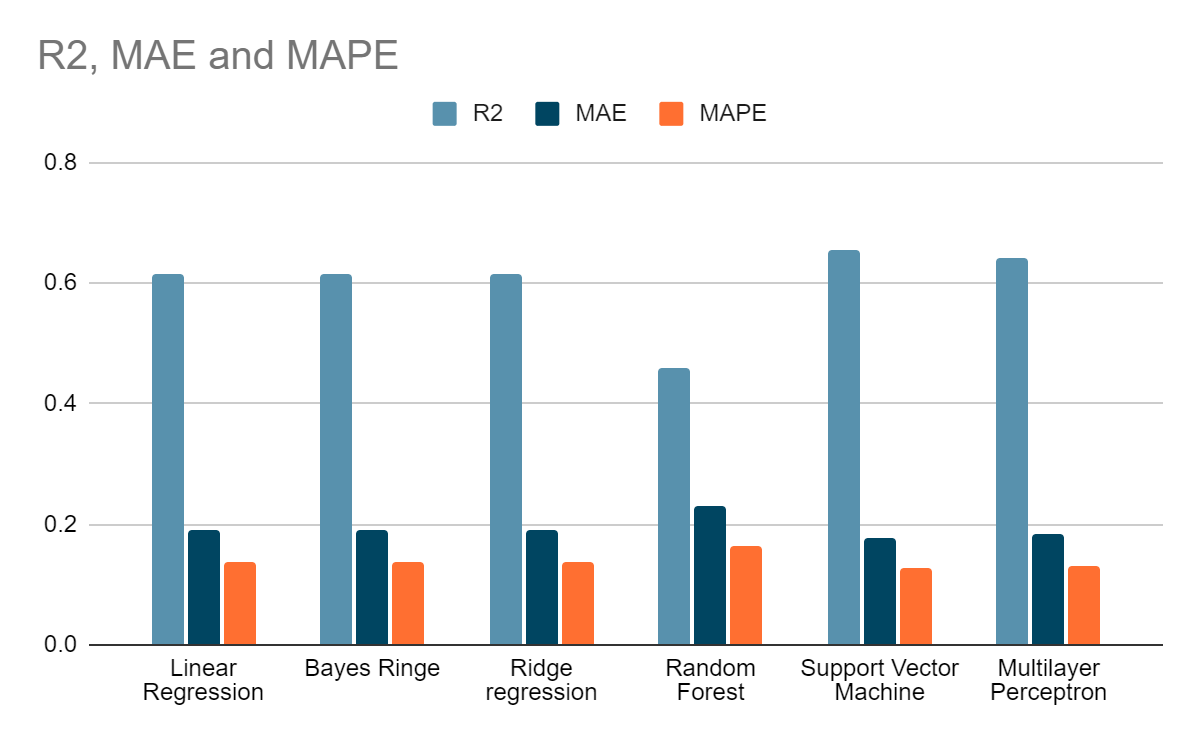 R2, MAE and MAPE
R2 MAE MAPE
0.8
0.6
0.4
0.2
0.0
Linear
Regression
Bayes Ringe
Ridge
regression
Random
Forest
Support Vector
Machine
Multilayer
Perceptron